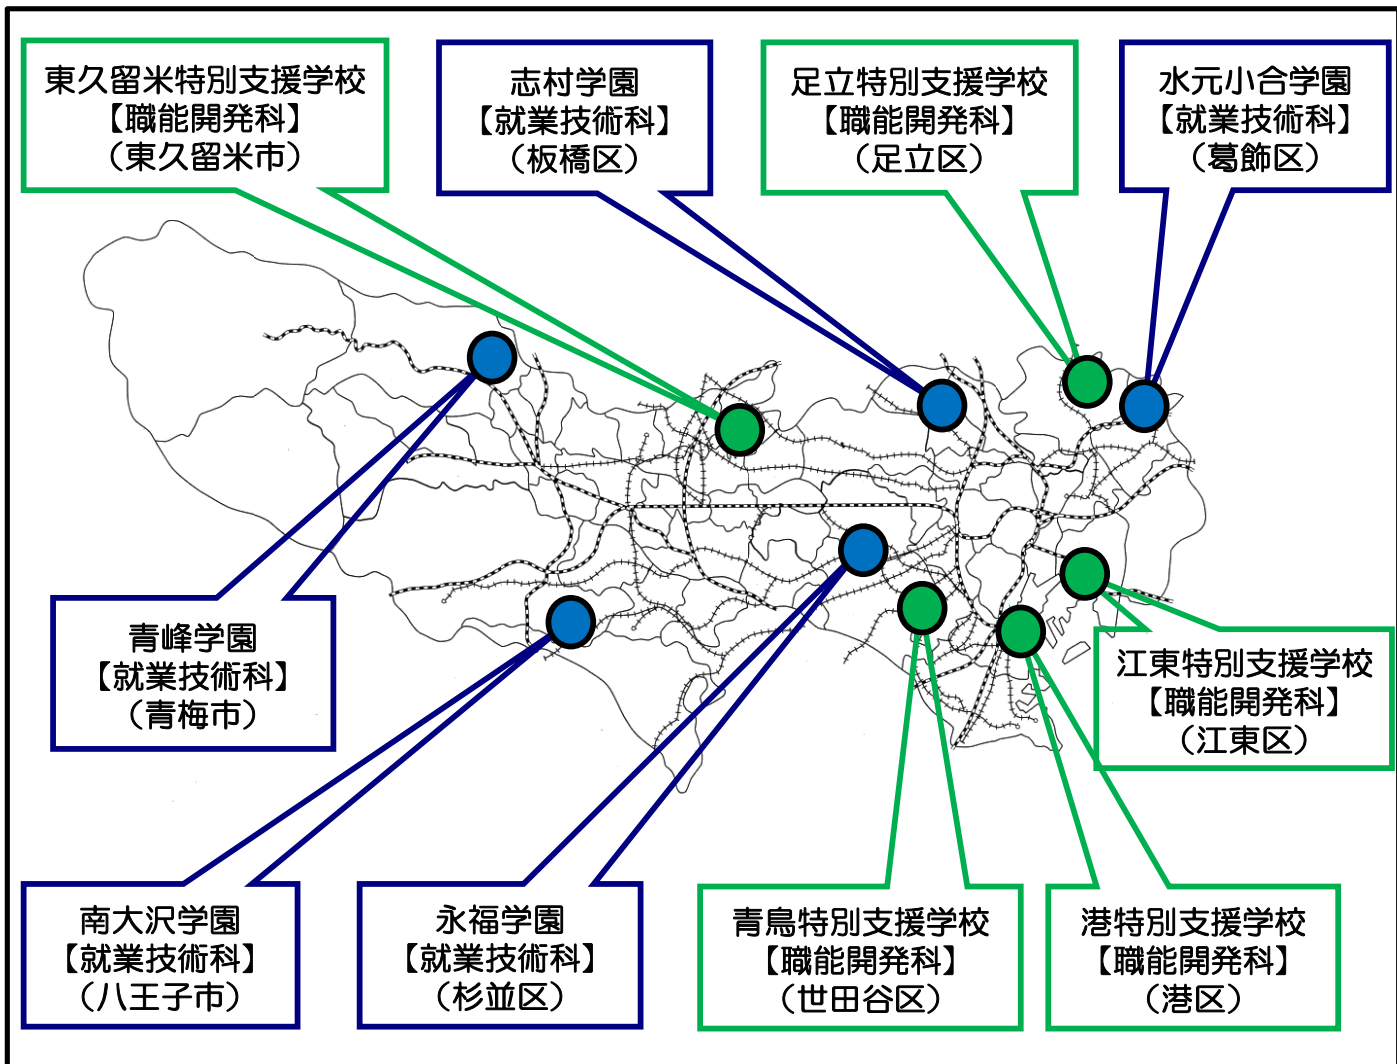 東久留米特別支援学校
【職能開発科】
（東久留米市）
志村学園
【就業技術科】
（板橋区）
足立特別支援学校
【職能開発科】
（足立区）
水元小合学園
【就業技術科】
（葛飾区）
青峰学園
【就業技術科】
（青梅市）
江東特別支援学校
【職能開発科】
（江東区）
南大沢学園
【就業技術科】
（八王子市）
永福学園
【就業技術科】
（杉並区）
青鳥特別支援学校
【職能開発科】
（世田谷区）
港特別支援学校
【職能開発科】
（港区）